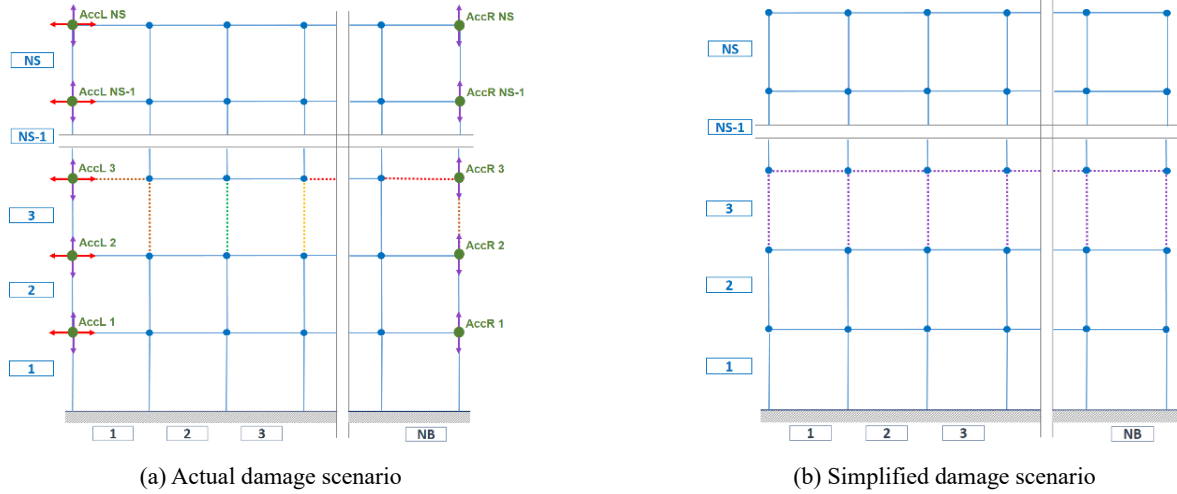 AccL NS
AccR NS
NS
AccL NS-1
AccR NS-1
NS-1
AccL 3
AccR 3
3
AccL 2
AccR 2
2
AccL 1
AccR 1
1
1
2
3
NB
(a) Actual damage scenario
NS
NS-1
3
2
1
1
2
3
NB
(b) Simplified damage scenario